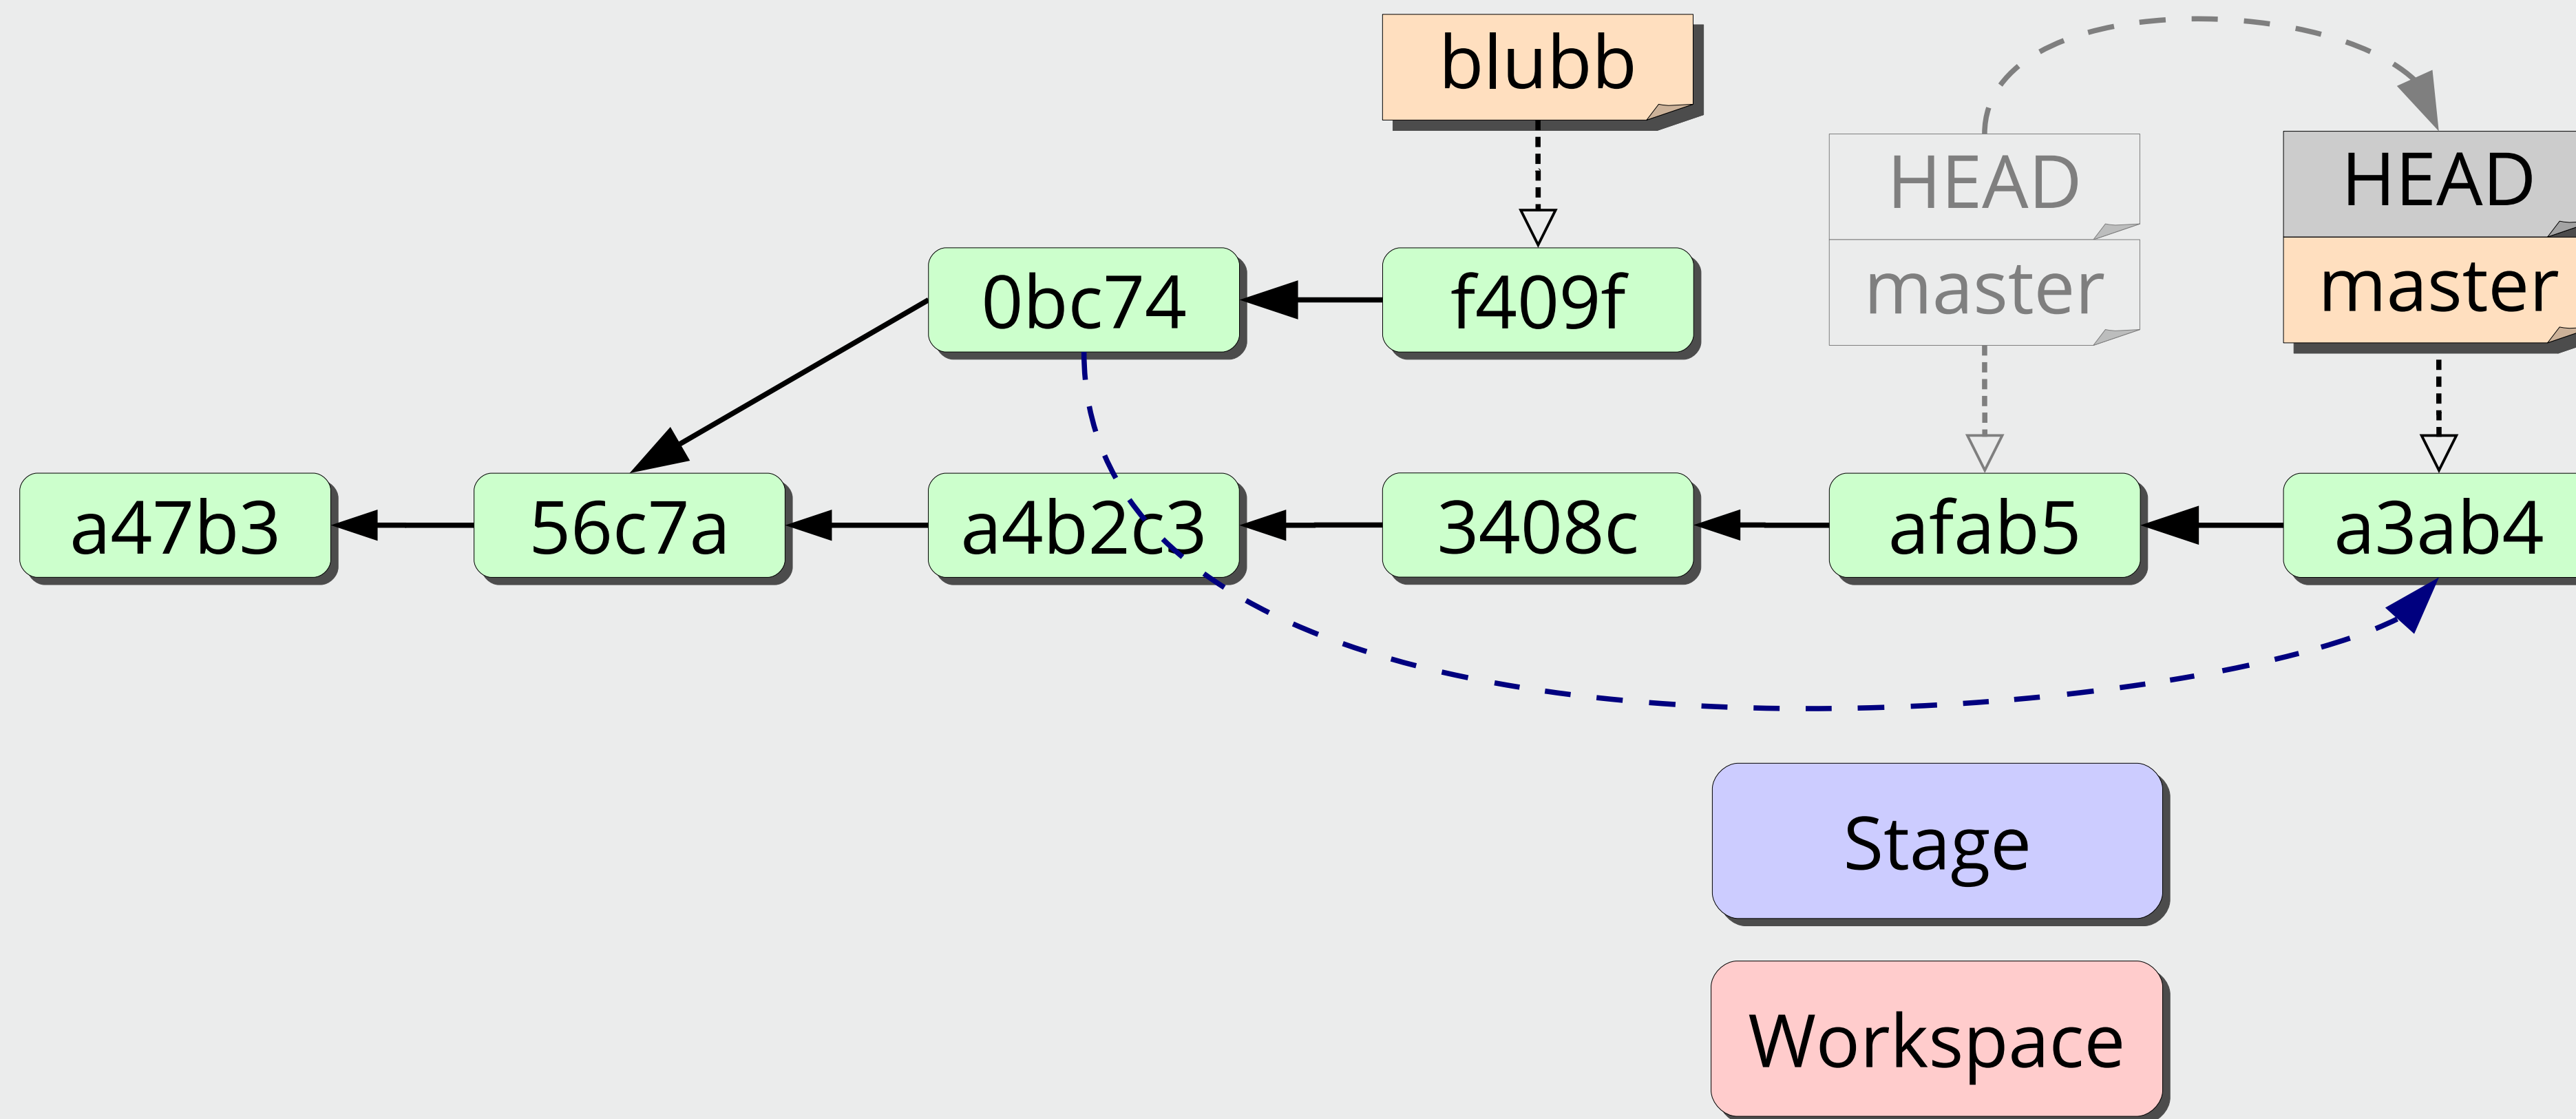 blubb
HEAD
HEAD
master
master
0bc74
f409f
a47b3
56c7a
a4b2c3
3408c
afab5
a3ab4
Stage
Workspace